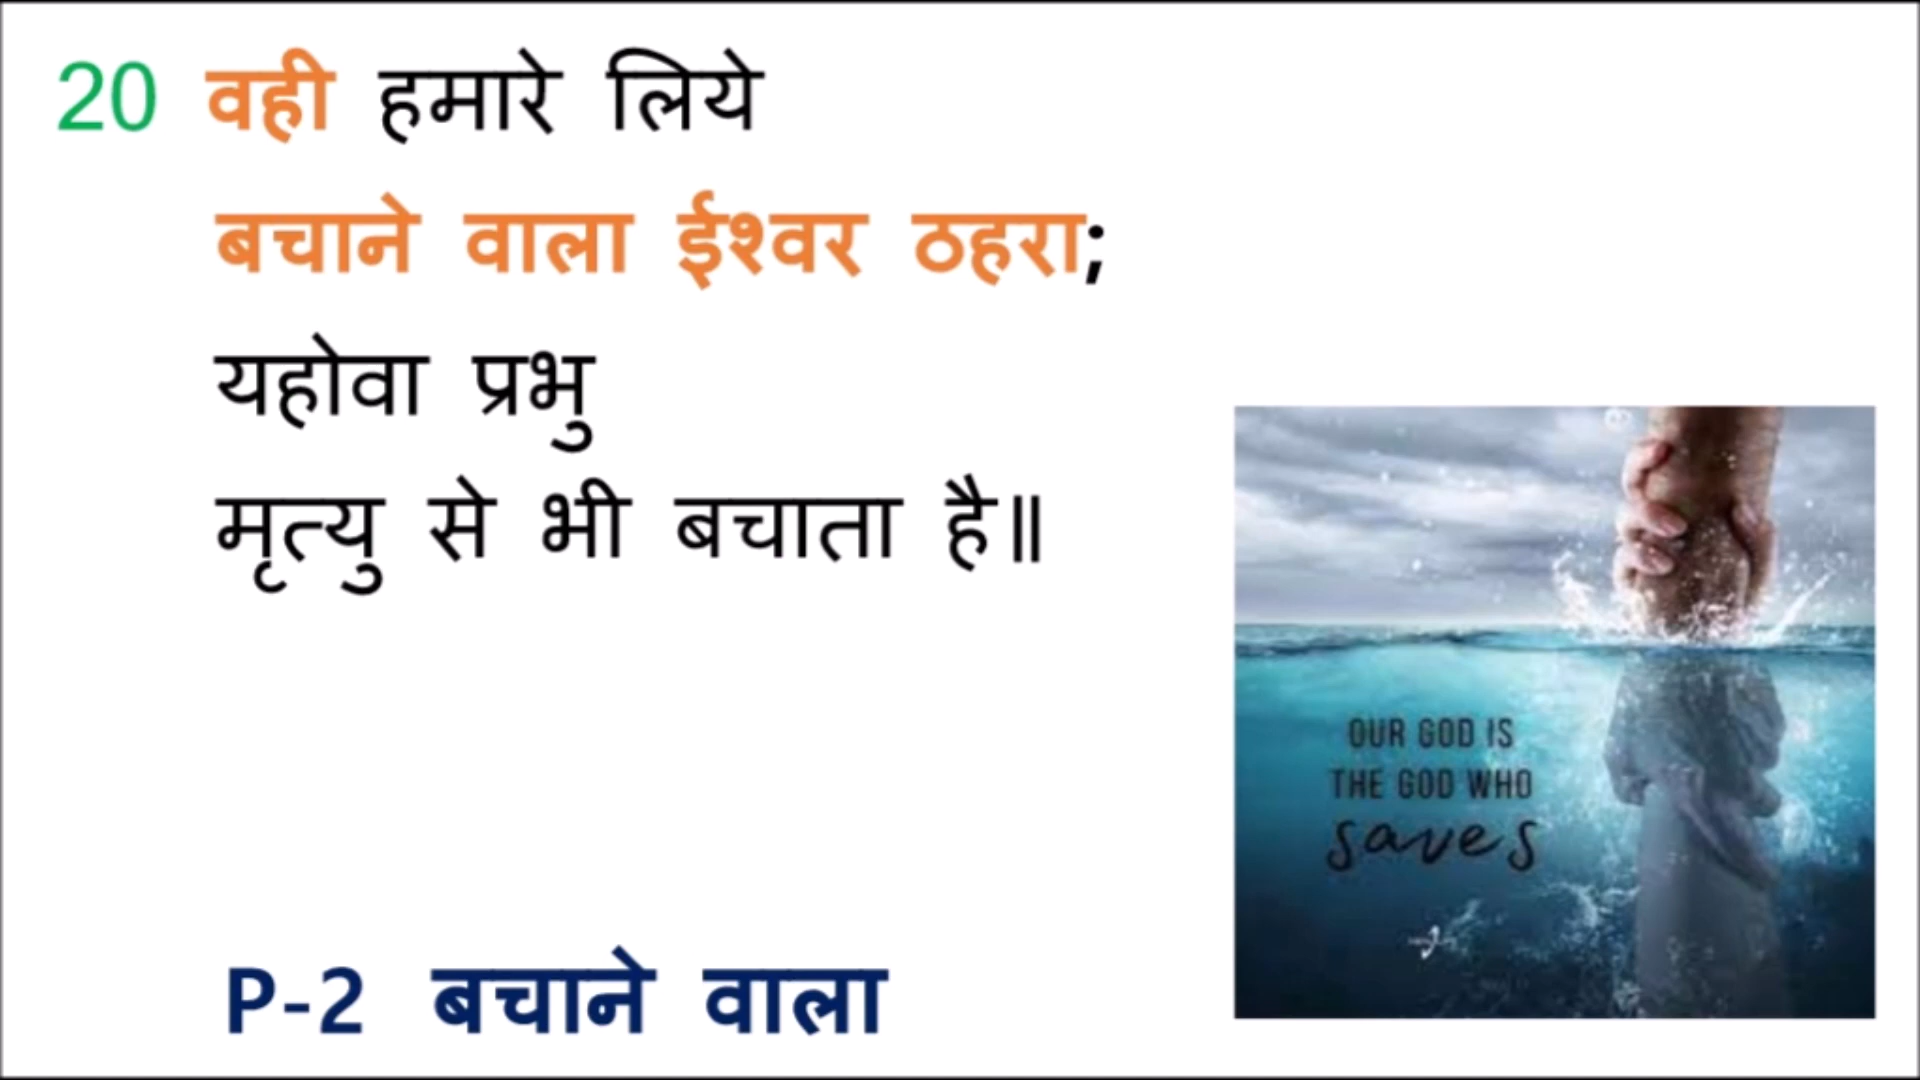 20 वही हमारे लिये
बचाने वाला ईश्वर ठहरा;
यहोवा प्रभु
मृत्यु से भी बचाता है॥
OUR GOD IS
THE GOD WHO
saves
P-2 बचाने वाला